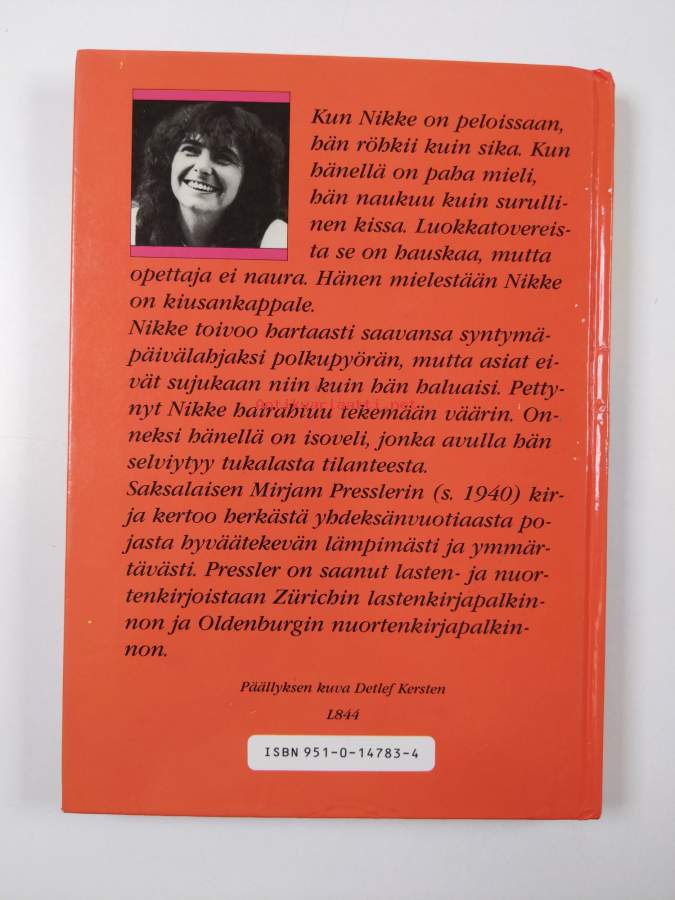 Kun Nikke on peloissaan,
hän röhkii kuin sika. Kun
hänellä on paha mieli,
hän naukuu kuin surulli-
nen kissa. Luokkatovereis-
ta se on hauskaa, mutta
opettaja ei naura. Hänen mielestään Nikke
on kiusankappale.
Nikke toivoo hartaasti saavansa syntymä-
päivälahjaksi polkupyörän, mutta asiat ei-
vät sujukaan niin kuin hän haluaisi. Petty-
Antikvariaatti.net
nyt Nikke hairahtuu tekemään väärin. On-
neksi hänellä on isoveli, jonka avulla hän
selviytyy tukalasta tilanteesta.
Saksalaisen Mirjam Presslerin (s. 1940) kir-
ja kertoo herkästä yhdeksänvuotiaasta po-
jasta hyväätekevän lämpimästi ja ymmär-
tävästi. Pressler on saanut lasten- ja nuor-
tenkirjoistaan Zürichin lastenkirjapalkin-
non ja Oldenburgin nuortenkirjapalkin-
non.
Päällyksen kuva Detlef Kersten
L844
ISBN 951-0-14783-4